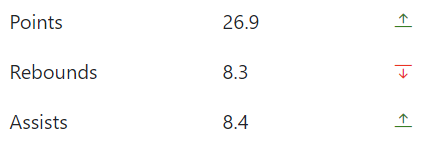 Points 26.9
Rebounds 8.3
Assists 8.4